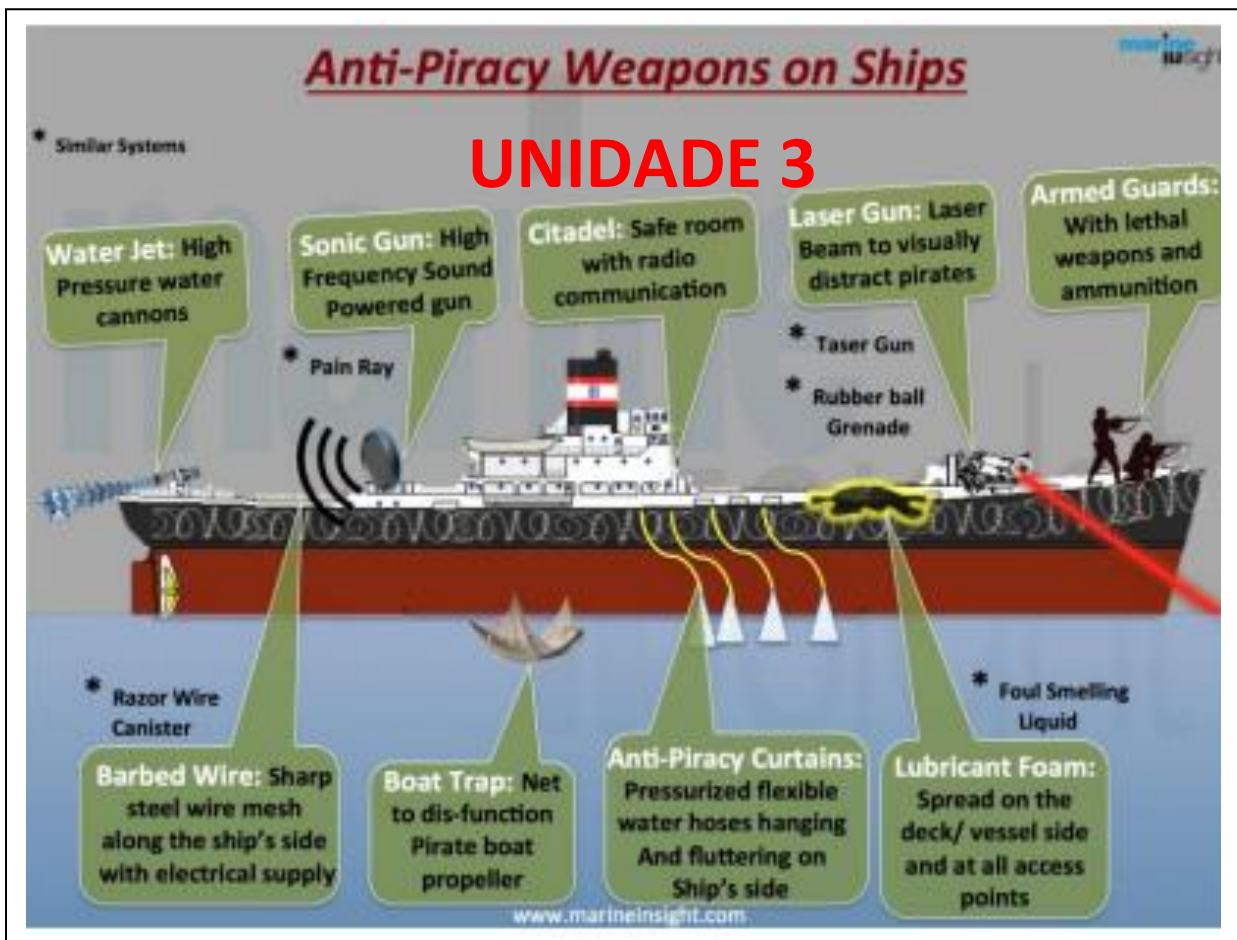 Anti-Piracy Weapons on Ships
marine
insight
* Similar Systems
UNIDADE 3
Water Jet: High
Pressure water
cannons
Sonic Gun: High
Frequency Sound
Powered gun
Citadel: Safe room
with radio
communication
Laser Gun: Laser
Beam to visually
distract pirates
Armed Guards:
With lethal
weapons and
ammunition
* Pain Ray
* Taser Gun
* Rubber ball
Grenade
* Razor Wire
Canister
* Foul Smelling
Liquid
Barbed Wire: Sharp
steel wire mesh
along the ship's side
with electrical supply
Boat Trap: Net
to dis-function
Pirate boat
propeller
Anti-Piracy Curtains:
Pressurized flexible
water hoses hanging
And fluttering on
Ship's side
Lubricant Foam:
Spread on the
deck/ vessel side
and at all access
points
www.marineinsight.com